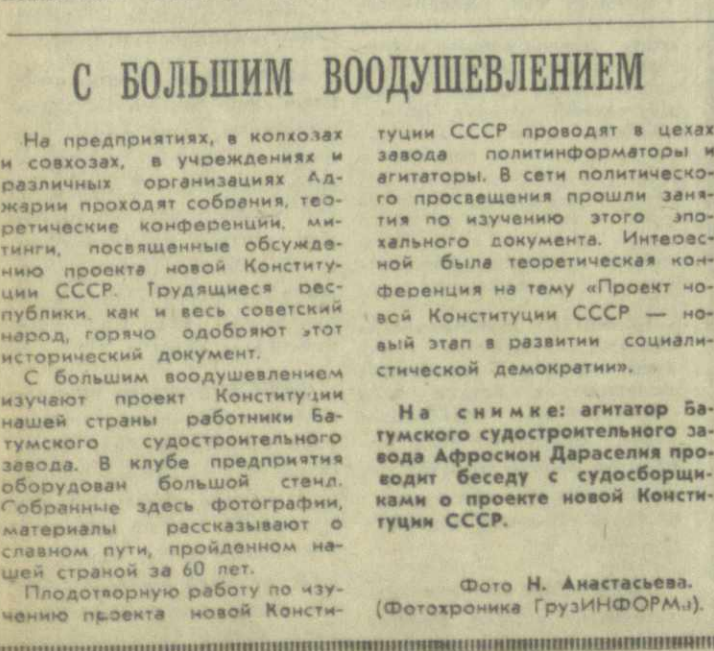 С БОЛЬШИМ ВООДУШЕВЛЕНИЕМ
На предприятиях, в колхозах
и совхозах, в учреждениях и
различных организациях Ад-
жарии проходят собрания, тео-
ретические конференции, ми-
тинги, посвященные обсужде-
нию проекта новой Конститу-
ции СССР. Трудящиеся рес-
публики, как и весь советский
народ, горячо одобряют этот
исторический документ.
С большим воодушевлением
изучают проект Конституции
нашей страны работники Ба-
тумского судостроительного
завода. В клубе предприятия
оборудован большой стенд.
Собранные здесь фотографии,
материалы рассказывают о
славном пути, пройденном на-
шей страной за 60 лет.
Плодотворную работу по изу-
чению проекта новой Консти-
туции СССР проводят в цехах
завода политинформаторы и
агитаторы. В сети политическо-
го просвещения прошли заня-
тия по изучению этого эпо-
хального документа. Интерес-
ной была теоретическая кон-
ференция на тему «Проект но-
вой Конституции СССР — но-
вый этап в развитии социали-
стической демократии».
На снимке: агитатор Ба-
тумского судостроительного за-
вода Афросион Дараселия про-
водит беседу с судосборщи-
ками о проекте новой Консти-
туции СССР.
Фото Н. Анастасьева.
(Фотохроника ГрузИНФОРМа).